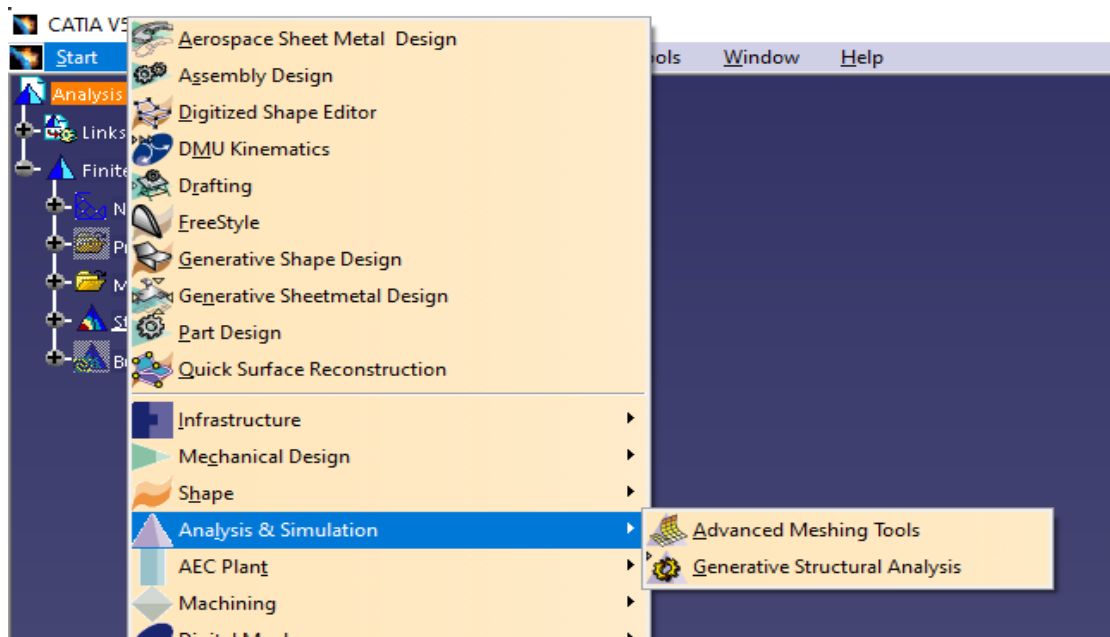 CATIA V5
Start
Window
Help
Analysis
Links
Finite
N
M
Aerospace Sheet Metal  Design
Assembly Design
Digitized Shape Editor
DMU Kinematics
Drafting
FreeStyle
Generative Shape Design
Generative Sheetmetal Design
Part Design
Quick Surface Reconstruction
Infrastructure
Mechanical Design
Shape
Analysis & Simulation
AEC Plant
Machining
Advanced Meshing Tools
Generative Structural Analysis